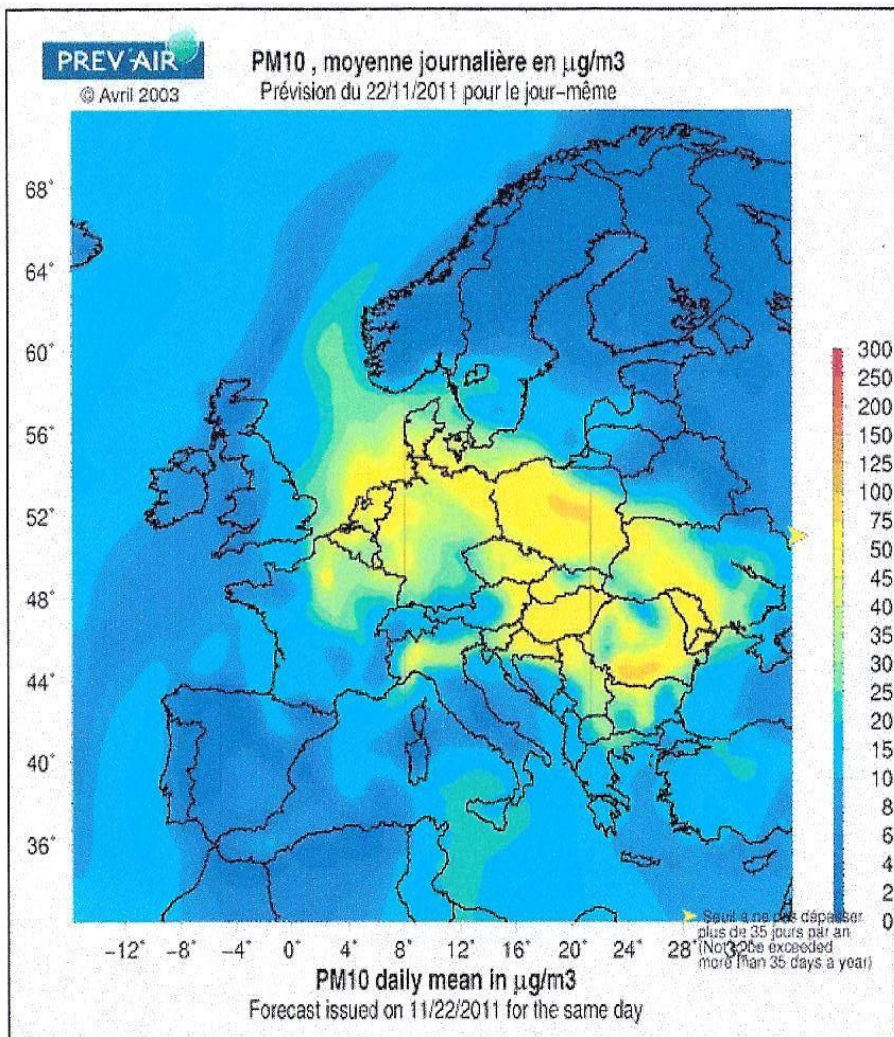 PREV'AIR
© Avril 2003
PM10 , moyenne journalière en µg/m3
Prévision du 22/11/2011 pour le jour-même
68°
64°
60°
56°
52°
48°
44°
40°
36°
300
250
200
150
125
100
75
50
45
40
35
30
25
20
15
10
8
6
4
2
0
-12° -8° -4° 0° 4° 8° 12° 16° 20° 24° 28° 32°
Seuil à ne pas dépasser
plus de 35 jours par an
(Not to be exceeded
more than 35 days a year)
PM10 daily mean in µg/m3
Forecast issued on 11/22/2011 for the same day